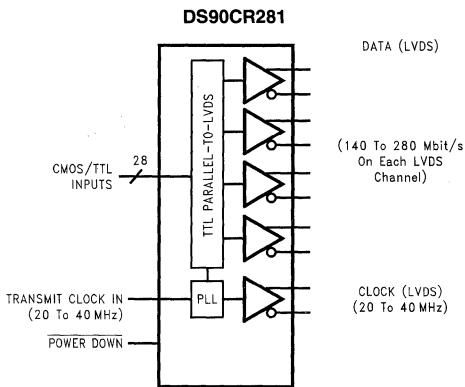 DS90CR281
DATA (LVDS)
TTL PARALLEL-TO-LVDS
(140 To 280 Mbit/s
On Each LVDS
Channel)
28
CMOS/TTL
INPUTS
TRANSMIT CLOCK IN
(20 To 40 MHz)
PLL
CLOCK (LVDS)
(20 To 40 MHz)
POWER DOWN